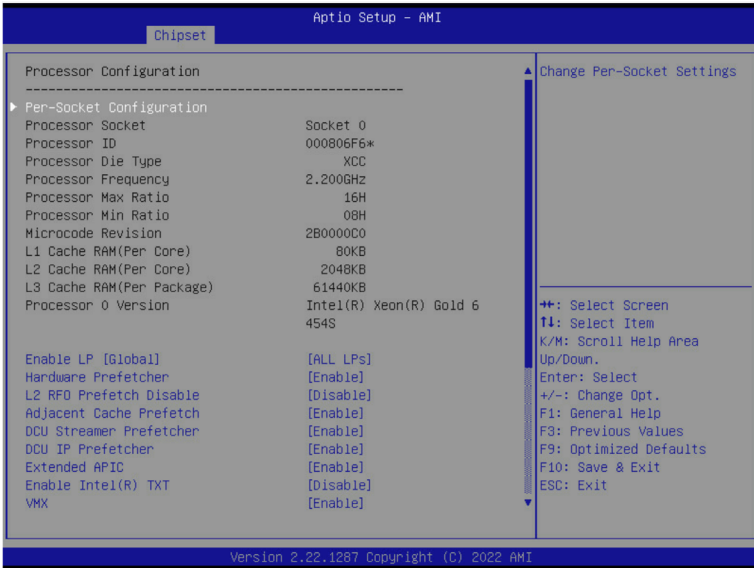 Aptio Setup - AMI
Chipset
Processor Configuration
--------------------------------------------------
Per-Socket Configuration
Processor Socket Socket 0
Processor ID 000806F6*
Processor Die Type XCC
Processor Frequency 2.200GHz
Processor Max Ratio 16H
Processor Min Ratio 08H
Microcode Revision 2B0000C0
L1 Cache RAM(Per Core) 80KB
L2 Cache RAM(Per Core) 2048KB
L3 Cache RAM(Per Package) 61440KB
Processor 0 Version Intel(R) Xeon(R) Gold 6
454S
Enable LP [Global] [ALL LPs]
Hardware Prefetcher [Enable]
L2 RFO Prefetch Disable [Disable]
Adjacent Cache Prefetch [Enable]
DCU Streamer Prefetcher [Enable]
DCU IP Prefetcher [Enable]
Extended APIC [Enable]
Enable Intel(R) TXT [Disable]
VMX [Enable]
Change Per-Socket Settings
→←: Select Screen
↑↓: Select Item
K/M: Scroll Help Area
Up/Down.
Enter: Select
+/-: Change Opt.
F1: General Help
F3: Previous Values
F9: Optimized Defaults
F10: Save & Exit
ESC: Exit
Version 2.22.1287 Copyright (C) 2022 AMI